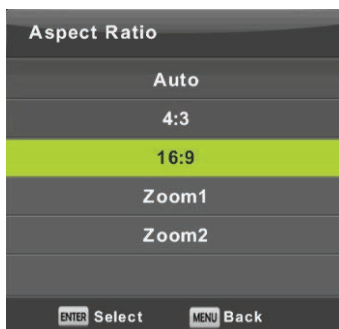 Aspect Ratio
Auto
4:3
16:9
Zoom1
Zoom2
ENTER Select MENU Back